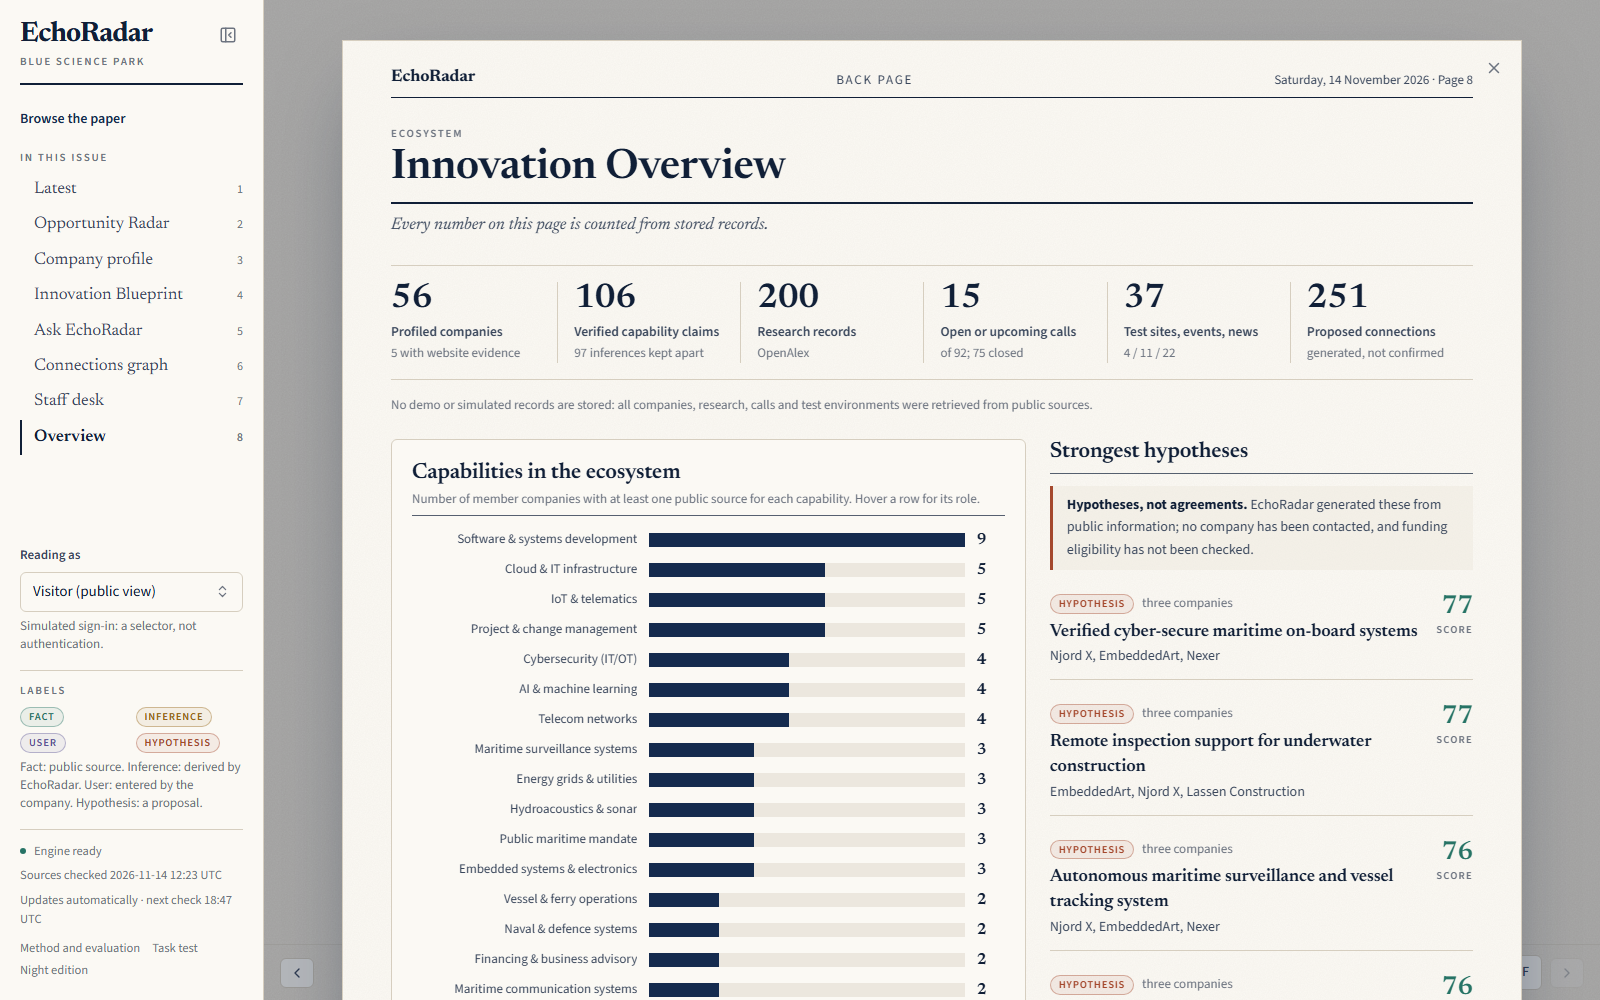 EchoRadar
BLUE SCIENCE PARK
Browse the paper
IN THIS ISSUE
Latest 1
Opportunity Radar 2
Company profile 3
Innovation Blueprint 4
Ask EchoRadar 5
Connections graph 6
Staff desk 7
Overview 8
Reading as
Visitor (public view)
Simulated sign-in: a selector, not
authentication.
LABELS
FACT INFERENCE
USER HYPOTHESIS
Fact: public source. Inference: derived by
EchoRadar. User: entered by the
company. Hypothesis: a proposal.
Engine ready
Sources checked 2026-11-14 12:23 UTC
Updates automatically · next check 18:47
UTC
Method and evaluation Task test
Night edition
EchoRadar BACK PAGE Saturday, 14 November 2026 · Page 8
ECOSYSTEM
Innovation Overview
Every number on this page is counted from stored records.
56
Profiled companies
5 with website evidence
106
Verified capability claims
97 inferences kept apart
200
Research records
OpenAlex
15
Open or upcoming calls
of 92; 75 closed
37
Test sites, events, news
4 / 11 / 22
251
Proposed connections
generated, not confirmed
No demo or simulated records are stored: all companies, research, calls and test environments were retrieved from public sources.
Capabilities in the ecosystem
Number of member companies with at least one public source for each capability. Hover a row for its role.
Software & systems development 9
Cloud & IT infrastructure 5
IoT & telematics 5
Project & change management 5
Cybersecurity (IT/OT) 4
AI & machine learning 4
Telecom networks 4
Maritime surveillance systems 3
Energy grids & utilities 3
Hydroacoustics & sonar 3
Public maritime mandate 3
Embedded systems & electronics 3
Vessel & ferry operations 2
Naval & defence systems 2
Financing & business advisory 2
Maritime communication systems 2
Strongest hypotheses
Hypotheses, not agreements. EchoRadar generated these from
public information; no company has been contacted, and funding
eligibility has not been checked.
HYPOTHESIS three companies 77
Verified cyber-secure maritime on-board systems SCORE
Njord X, EmbeddedArt, Nexer
HYPOTHESIS three companies 77
Remote inspection support for underwater SCORE
construction
EmbeddedArt, Njord X, Lassen Construction
HYPOTHESIS three companies 76
Autonomous maritime surveillance and vessel SCORE
tracking system
Njord X, EmbeddedArt, Nexer
HYPOTHESIS three companies 76
F